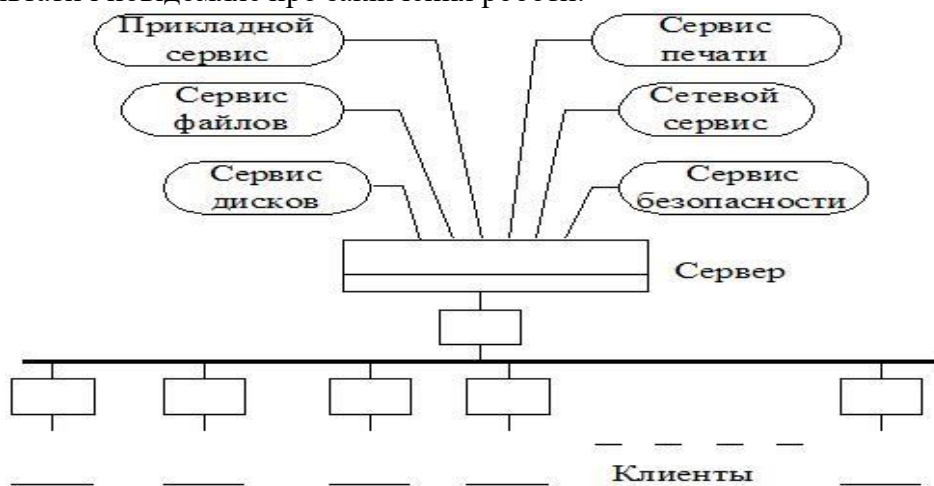 Прикладной
сервис
Сервис
печати
Сервис
файлов
Сетевой
сервис
Сервис
дисков
Сервис
безопасности
Сервер
Клиенты